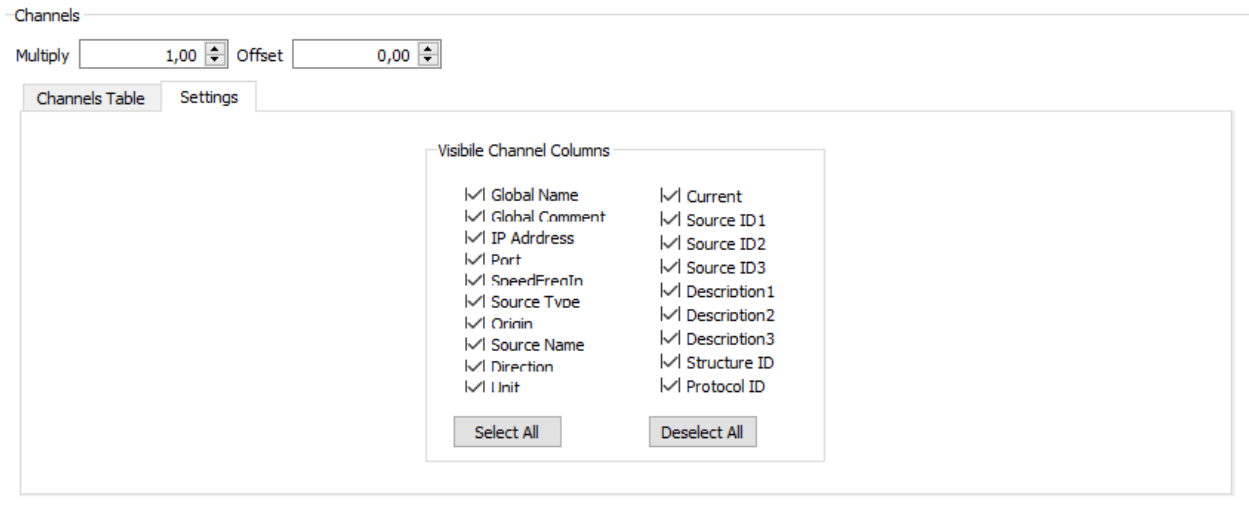 Channels
Multiply 1,00 Offset 0,00
Channels Table Settings
Visibile Channel Columns
Global Name
Global Comment
IP Adrdress
Port
SpeedFreqIn
Source Type
Origin
Source Name
Direction
Unit
Current
Source ID1
Source ID2
Source ID3
Description1
Description2
Description3
Structure ID
Protocol ID
Select All Deselect All